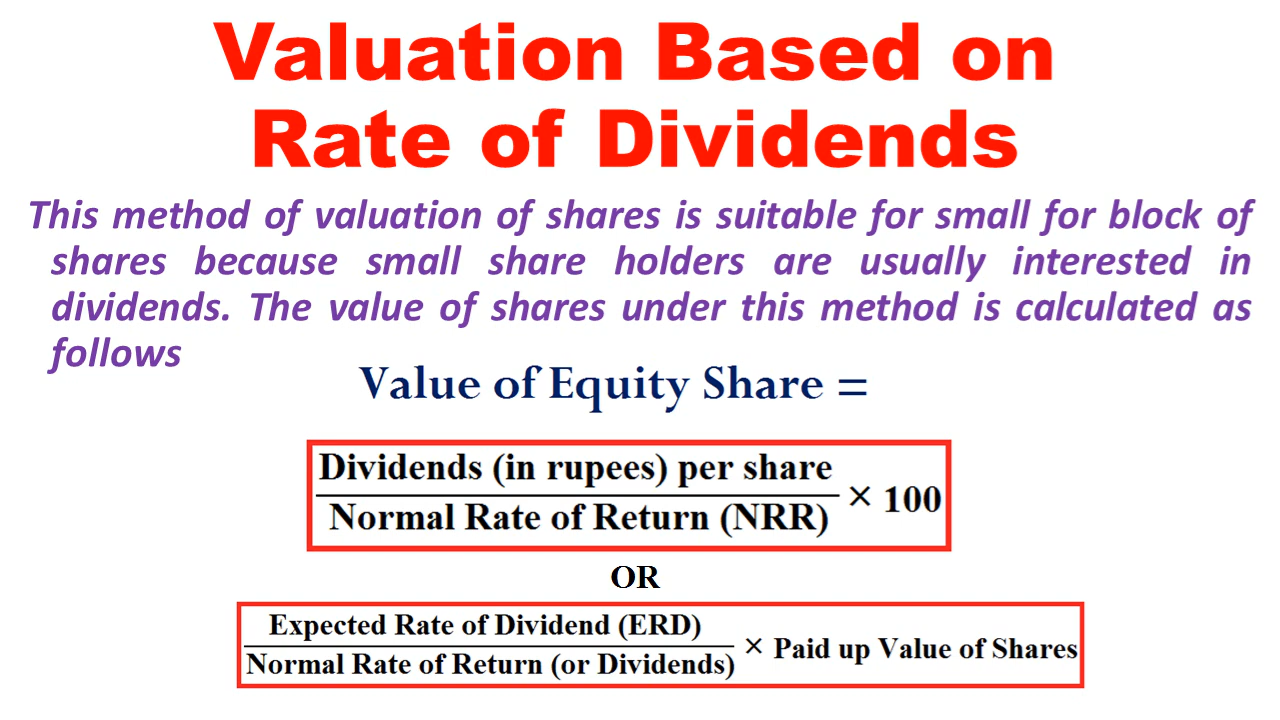 Valuation Based on
Rate of Dividends
This method of valuation of shares is suitable for small for block of
shares because small share holders are usually interested in
dividends. The value of shares under this method is calculated as
follows
Value of Equity Share =
Dividends (in rupees) per share
Normal Rate of Return (NRR)
× 100
OR
Expected Rate of Dividend (ERD)
Normal Rate of Return (or Dividends)
× Paid up Value of Shares